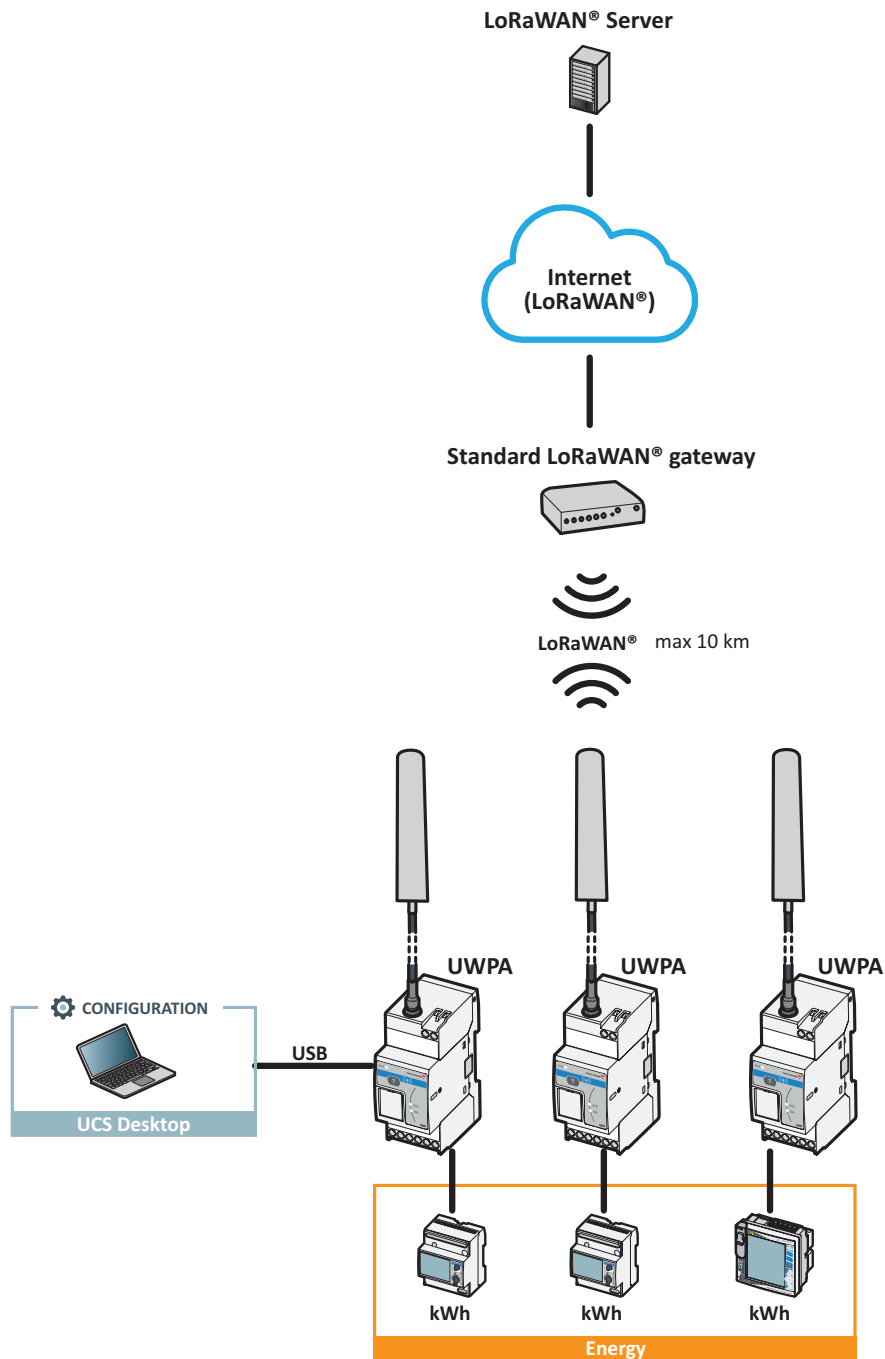 LoRaWAN® Server
Internet
(LoRaWAN®)
Standard LoRaWAN® gateway
LoRaWAN® max 10 km
UWPA
UWPA
UWPA
CONFIGURATION
USB
UCS Desktop
kWh
kWh
kWh
Energy